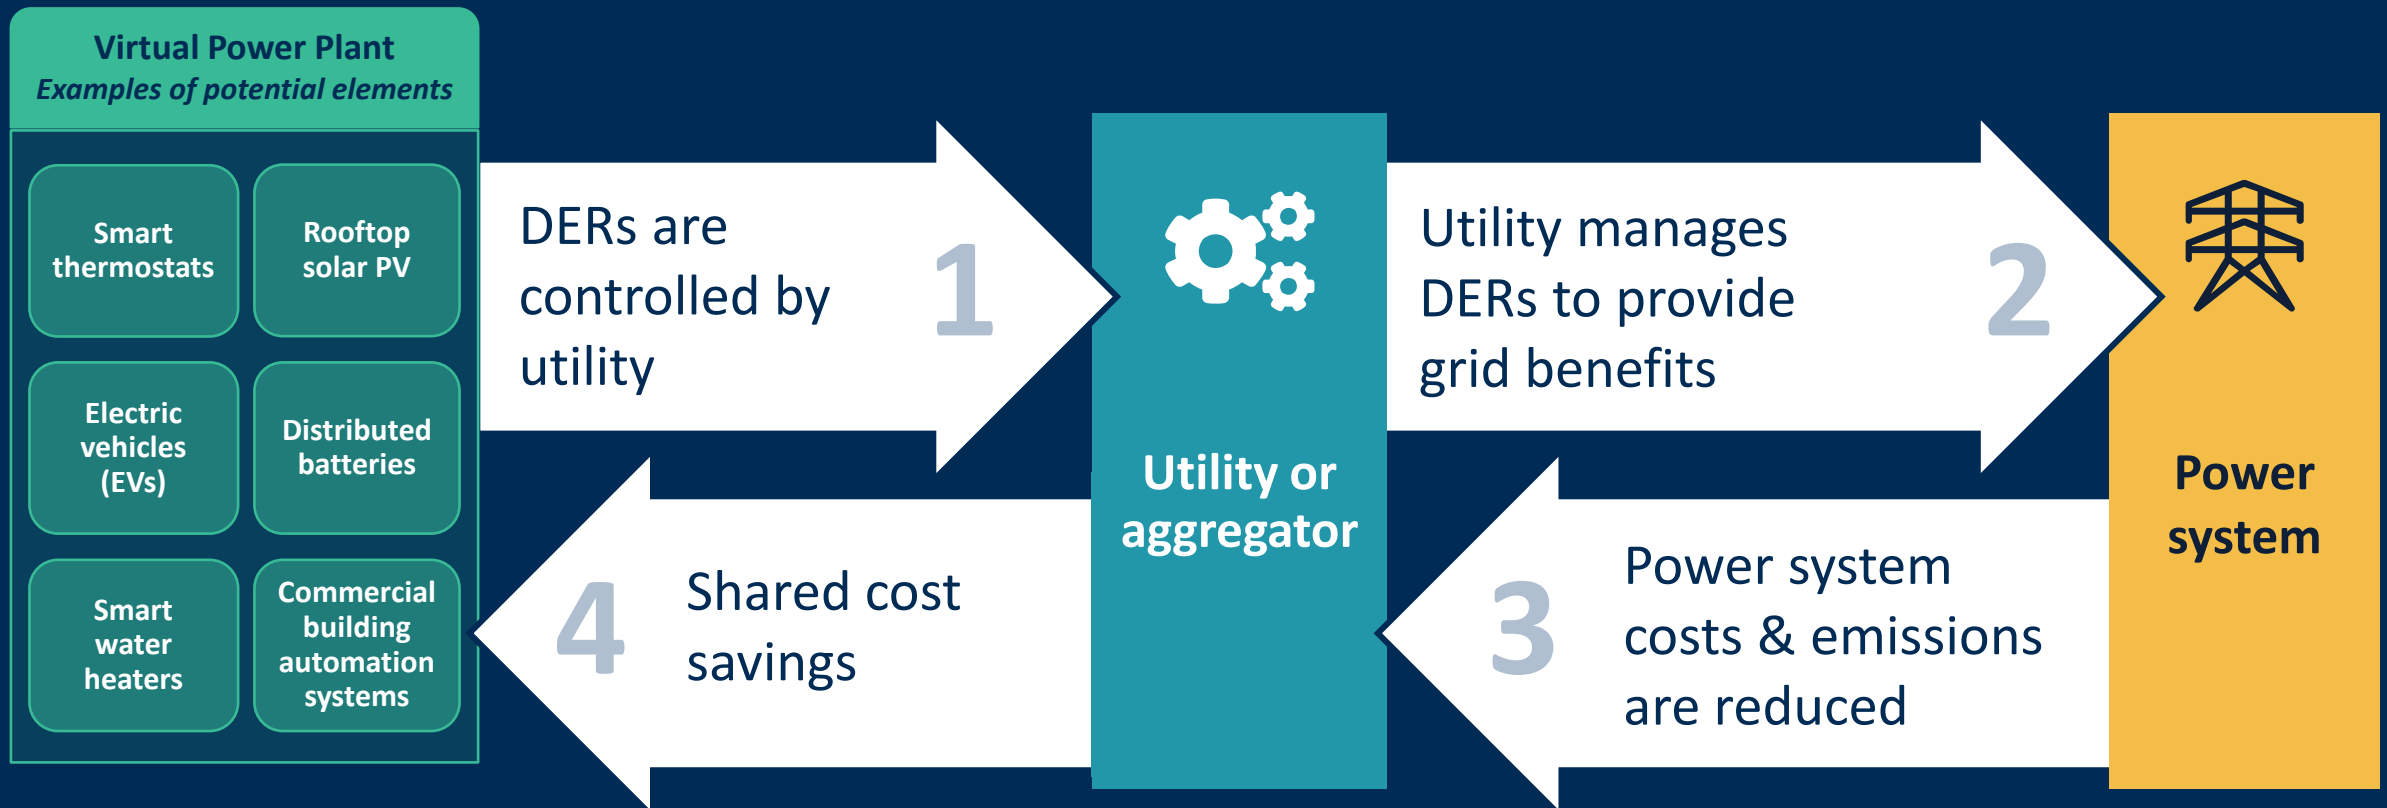 Virtual Power Plant
Examples of potential elements
Smart
thermostats
Rooftop
solar PV
Electric
vehicles
(EVs)
Distributed
batteries
Smart
water
heaters
Commercial
building
automation
systems
DERs are
controlled by
utility
1
Utility or
aggregator
Utility manages
DERs to provide
grid benefits
2
Power
system
3
Power system
costs & emissions
are reduced
4
Shared cost
savings